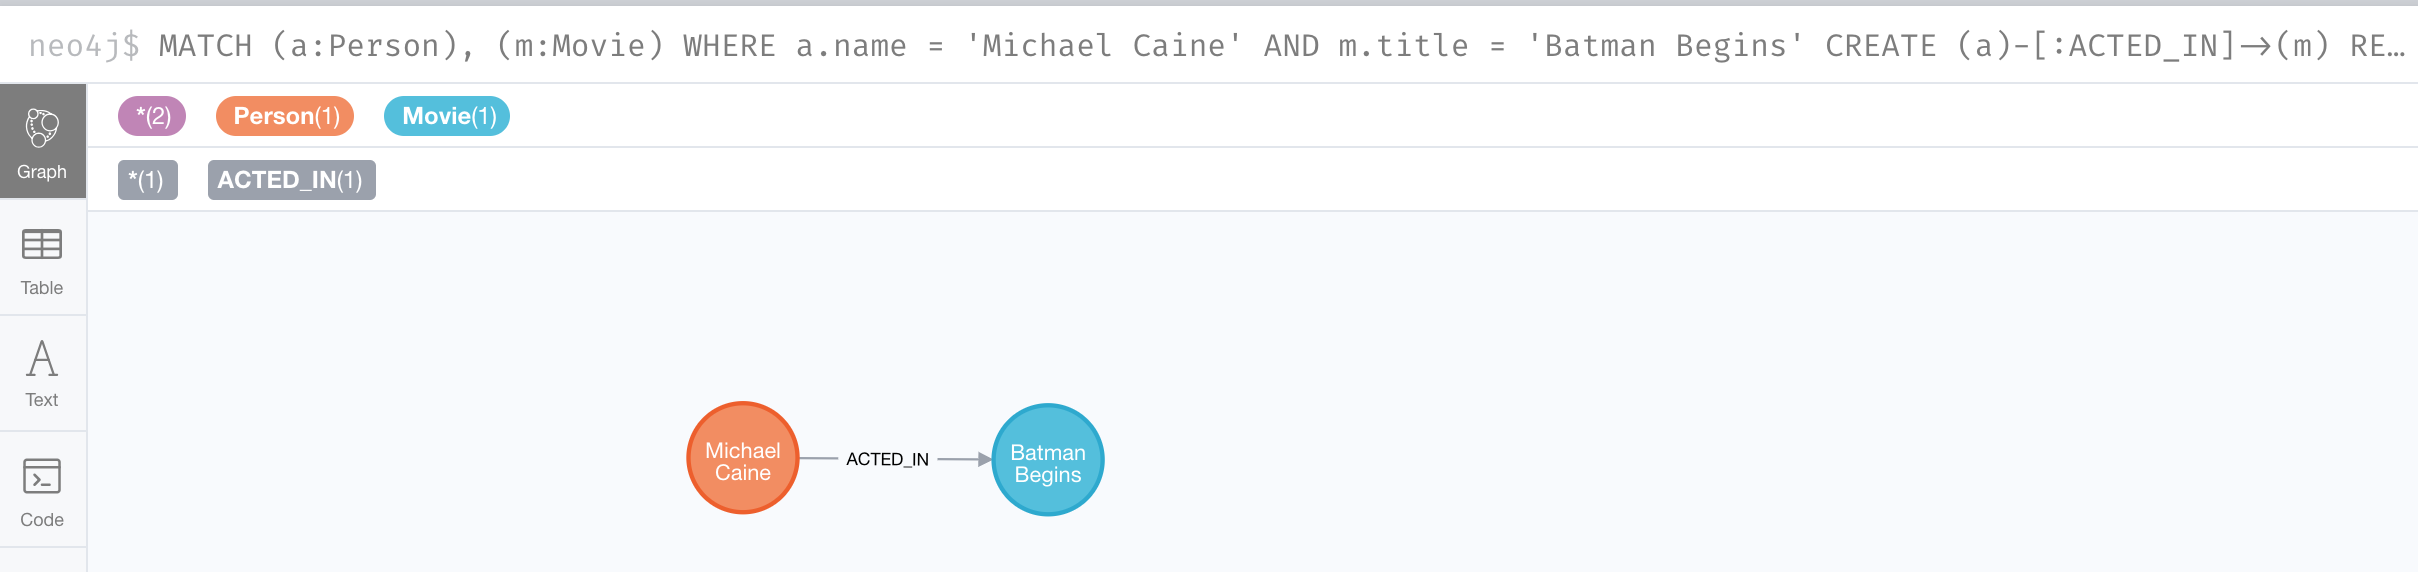 neo4j$ MATCH (a:Person), (m:Movie) WHERE a.name = 'Michael Caine' AND m.title = 'Batman Begins' CREATE (a)-[:ACTED_IN]->(m) RE…
*(2) Person(1) Movie(1)
*(1) ACTED_IN(1)
Graph
Table
Text
Code
Michael
Caine
ACTED_IN
Batman
Begins